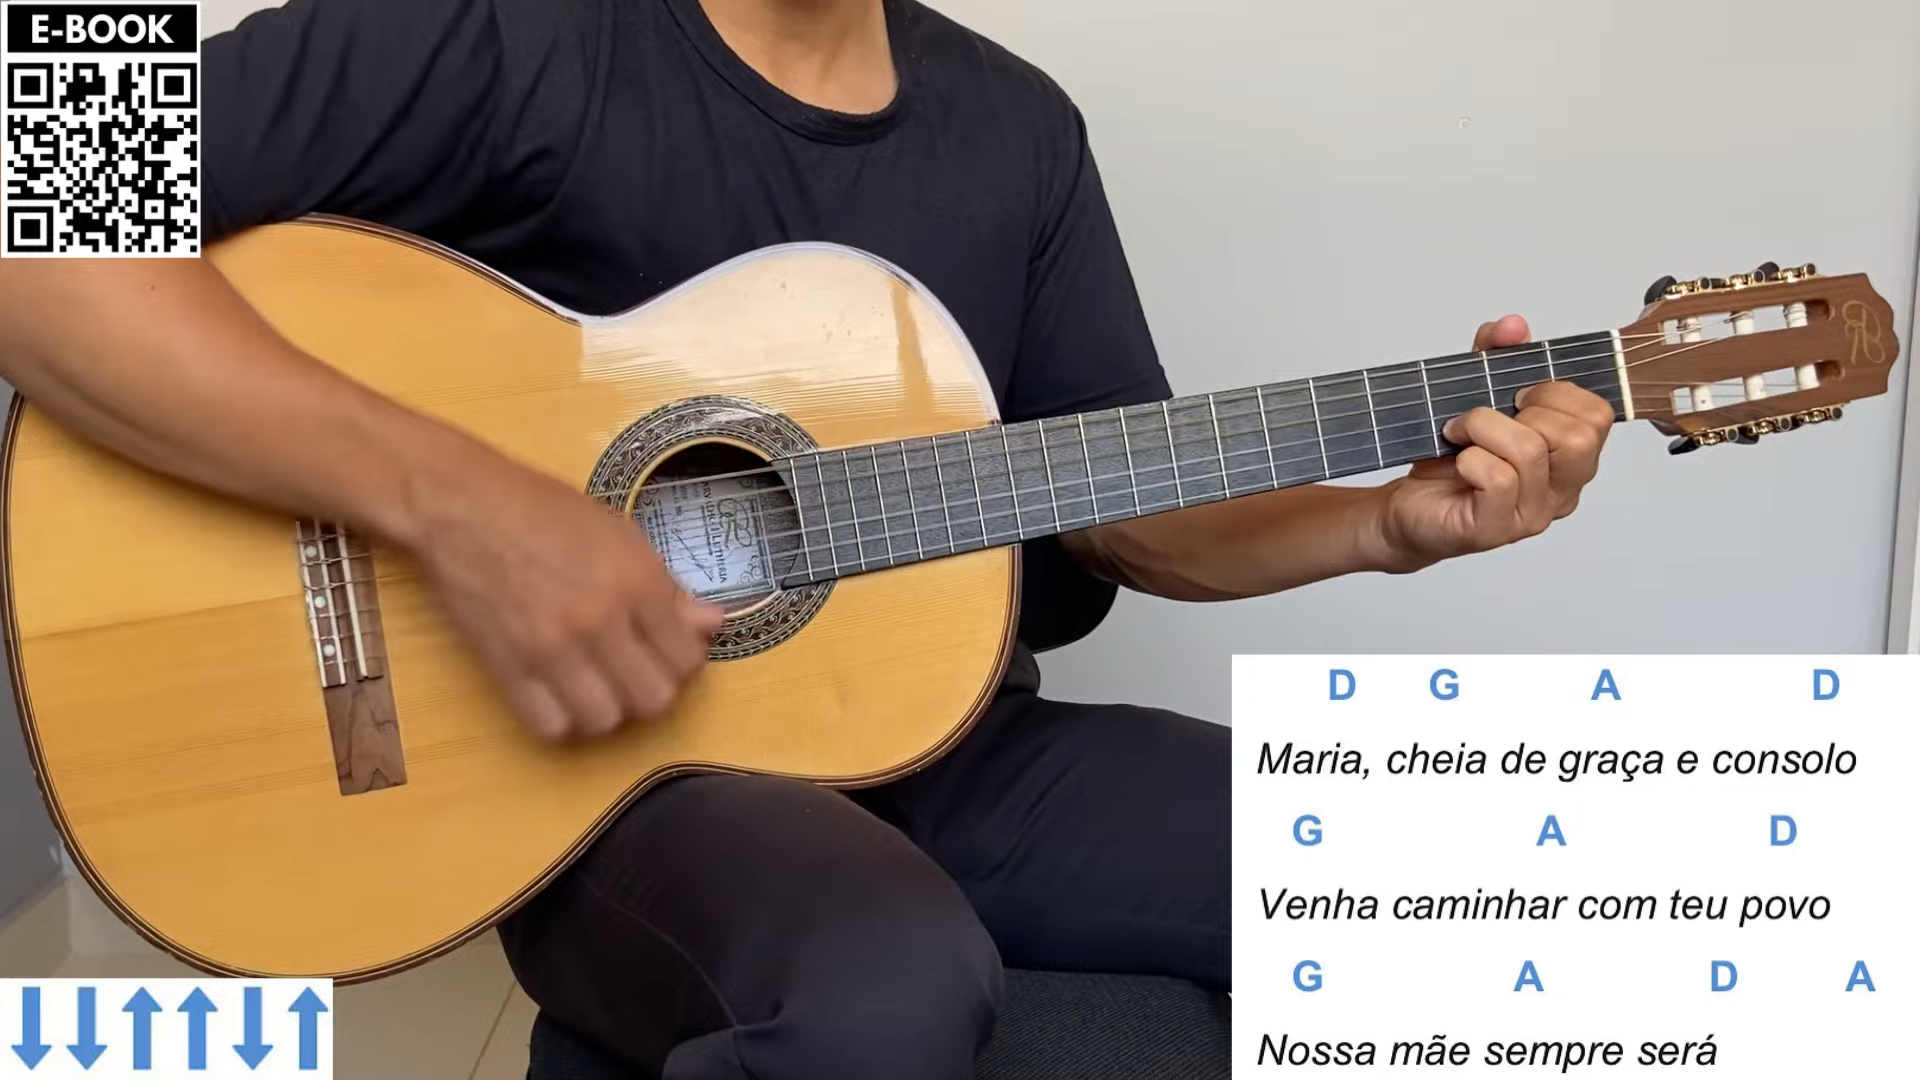 E-BOOK
D G A D
Maria, cheia de graça e consolo
G A D
Venha caminhar com teu povo
G A D A
Nossa mãe sempre será